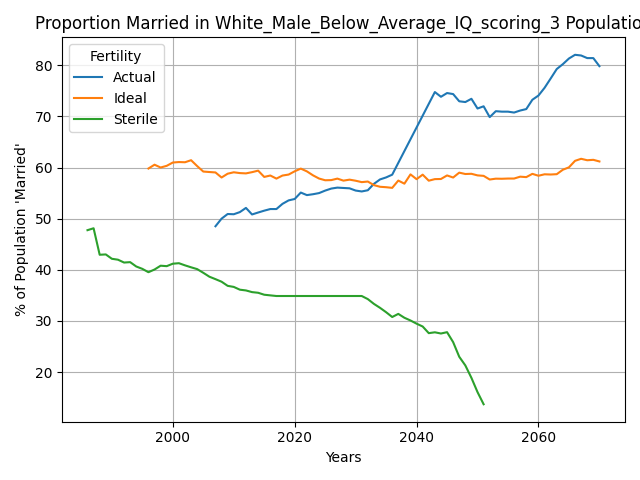 Proportion Married in White_Male_Below_Average_IQ_scoring_3 Populatio
Fertility
Actual
Ideal
Sterile
% of Population 'Married'
80
70
60
50
40
30
20
2000 2020 2040 2060
Years